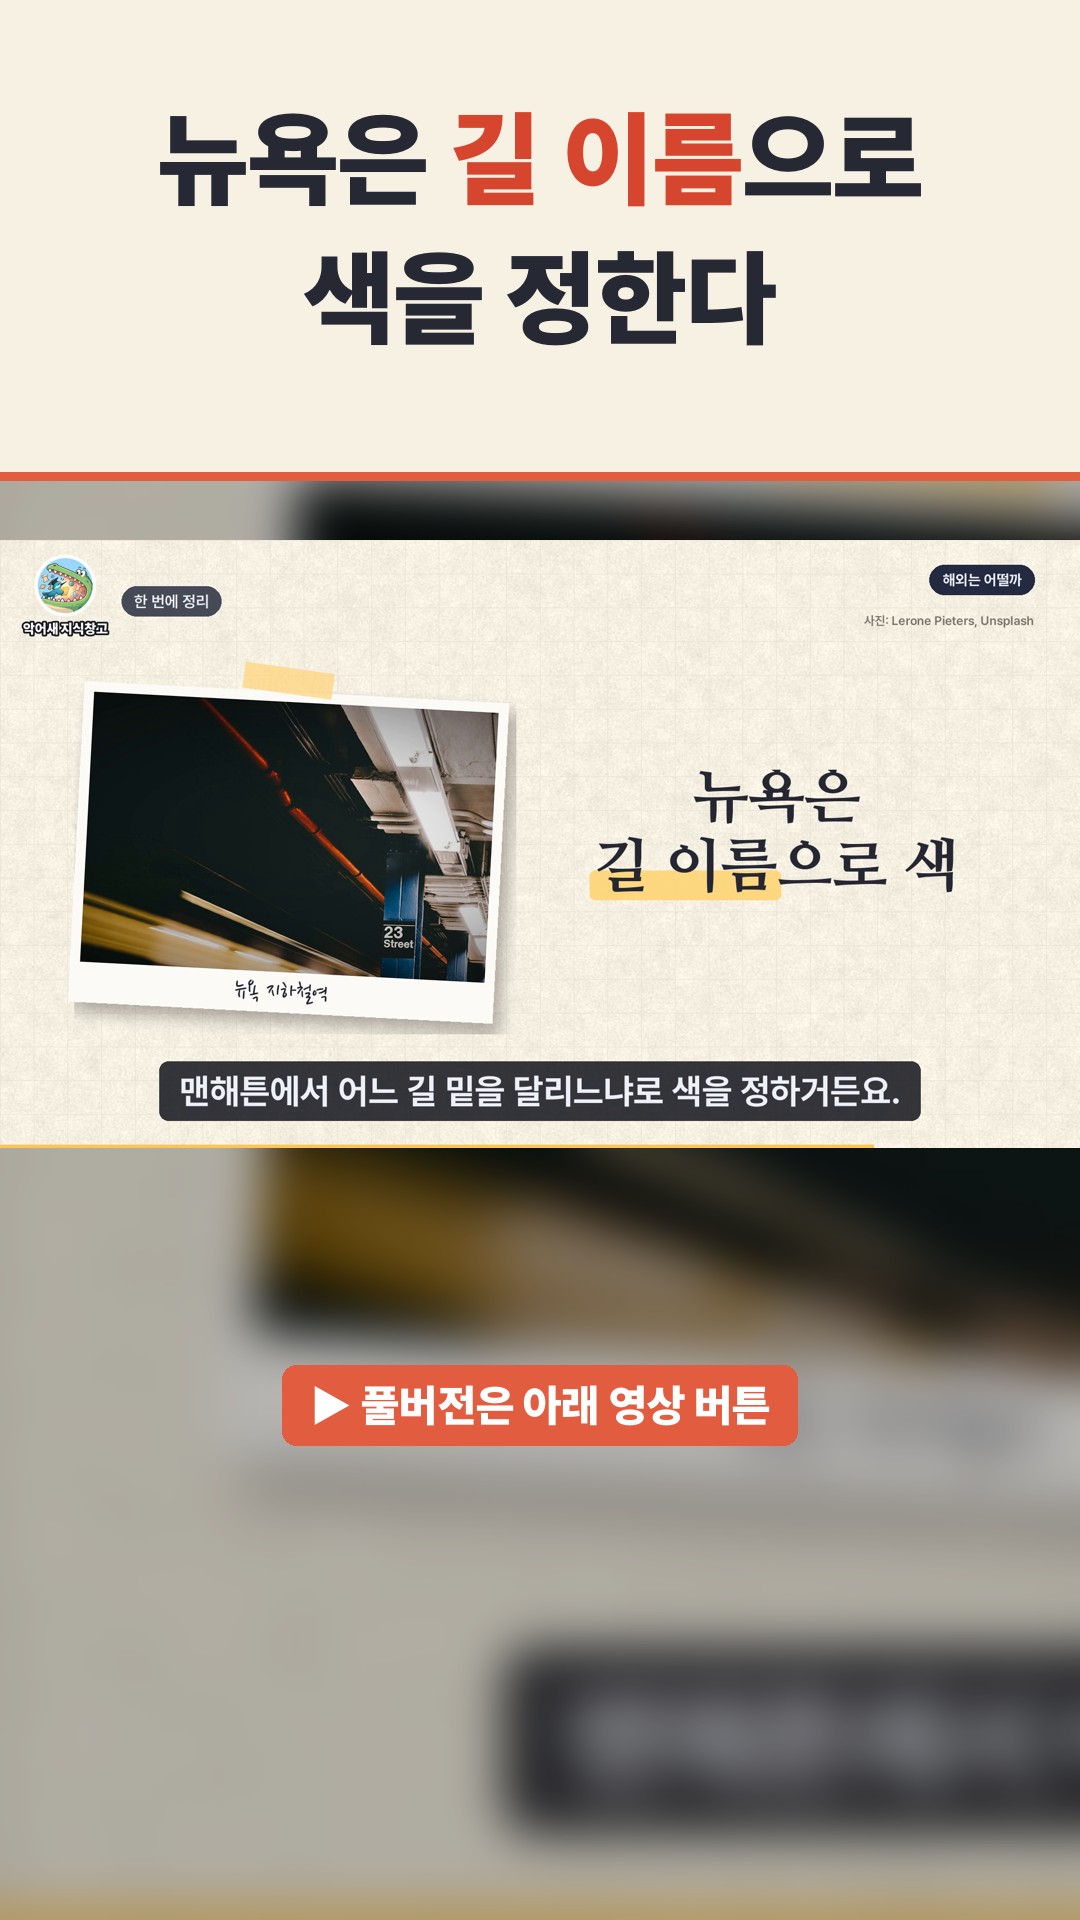 뉴욕은 길 이름으로
색을 정한다
악어새 지식창고
한 번에 정리
해외는 어떨까
사진: Lerone Pieters, Unsplash
23
Street
뉴욕 지하철역
뉴욕은
길 이름으로 색
맨해튼에서 어느 길 밑을 달리느냐로 색을 정하거든요.
▶ 풀버전은 아래 영상 버튼